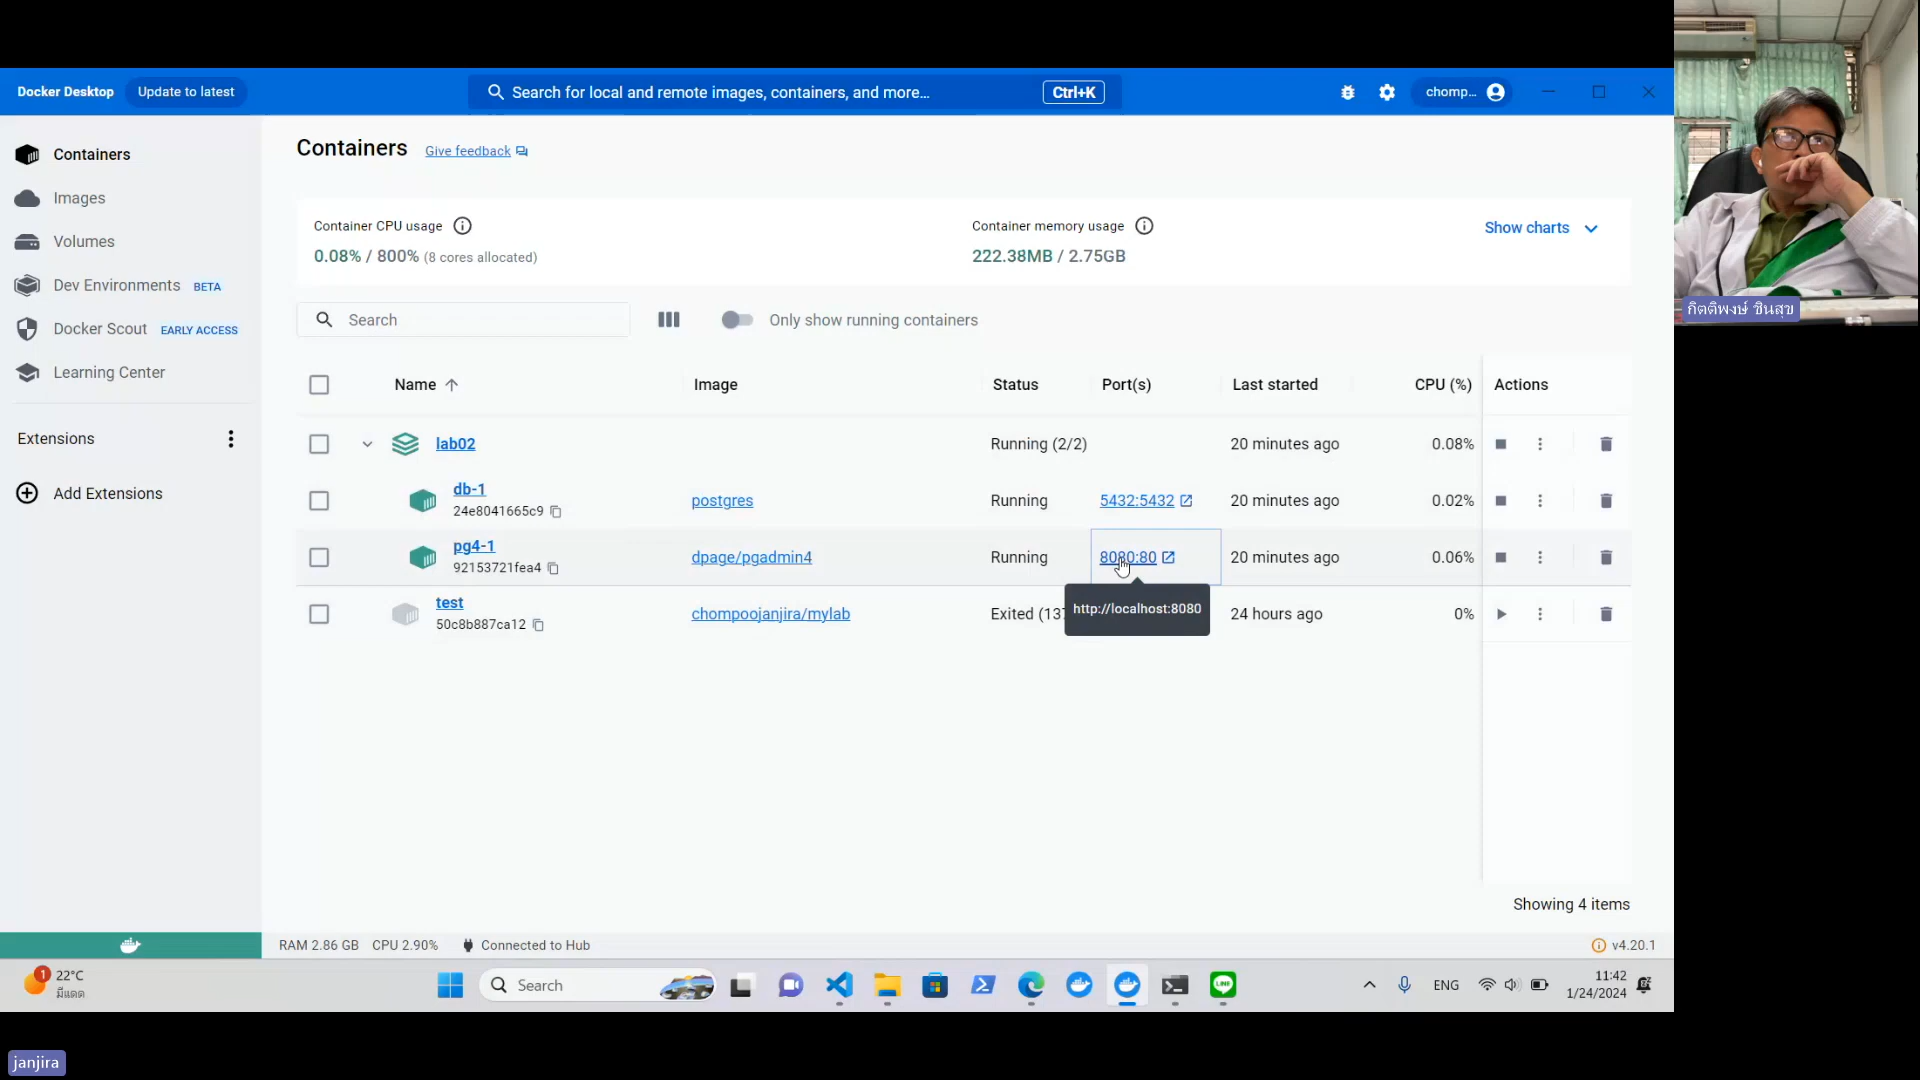 Docker Desktop
Update to latest
Search for local and remote images, containers, and more...
Ctrl+K
chomp...
Containers
Images
Volumes
Dev Environments BETA
Docker Scout EARLY ACCESS
Learning Center
Extensions
Add Extensions
Containers Give feedback
Container CPU usage
0.08% / 800% (8 cores allocated)
Container memory usage
222.38MB / 2.75GB
Show charts
Search
Only show running containers
Name Image Status Port(s) Last started CPU (%) Actions
lab02 Running (2/2) 20 minutes ago 0.08%
db-1
24e8041665c9
postgres Running 5432:5432 20 minutes ago 0.02%
pg4-1
92153721fea4
dpage/pgadmin4 Running 8080:80 20 minutes ago 0.06%
http://localhost:8080
test
50c8b887ca12
chompoojanjira/mylab Exited (137 24 hours ago 0%
Showing 4 items
RAM 2.86 GB CPU 2.90% Connected to Hub
v4.20.1
1
22°C
มีแดด
Search
LINE
ENG
11:42
1/24/2024
กิตติพงษ์ ชินสุข
janjira